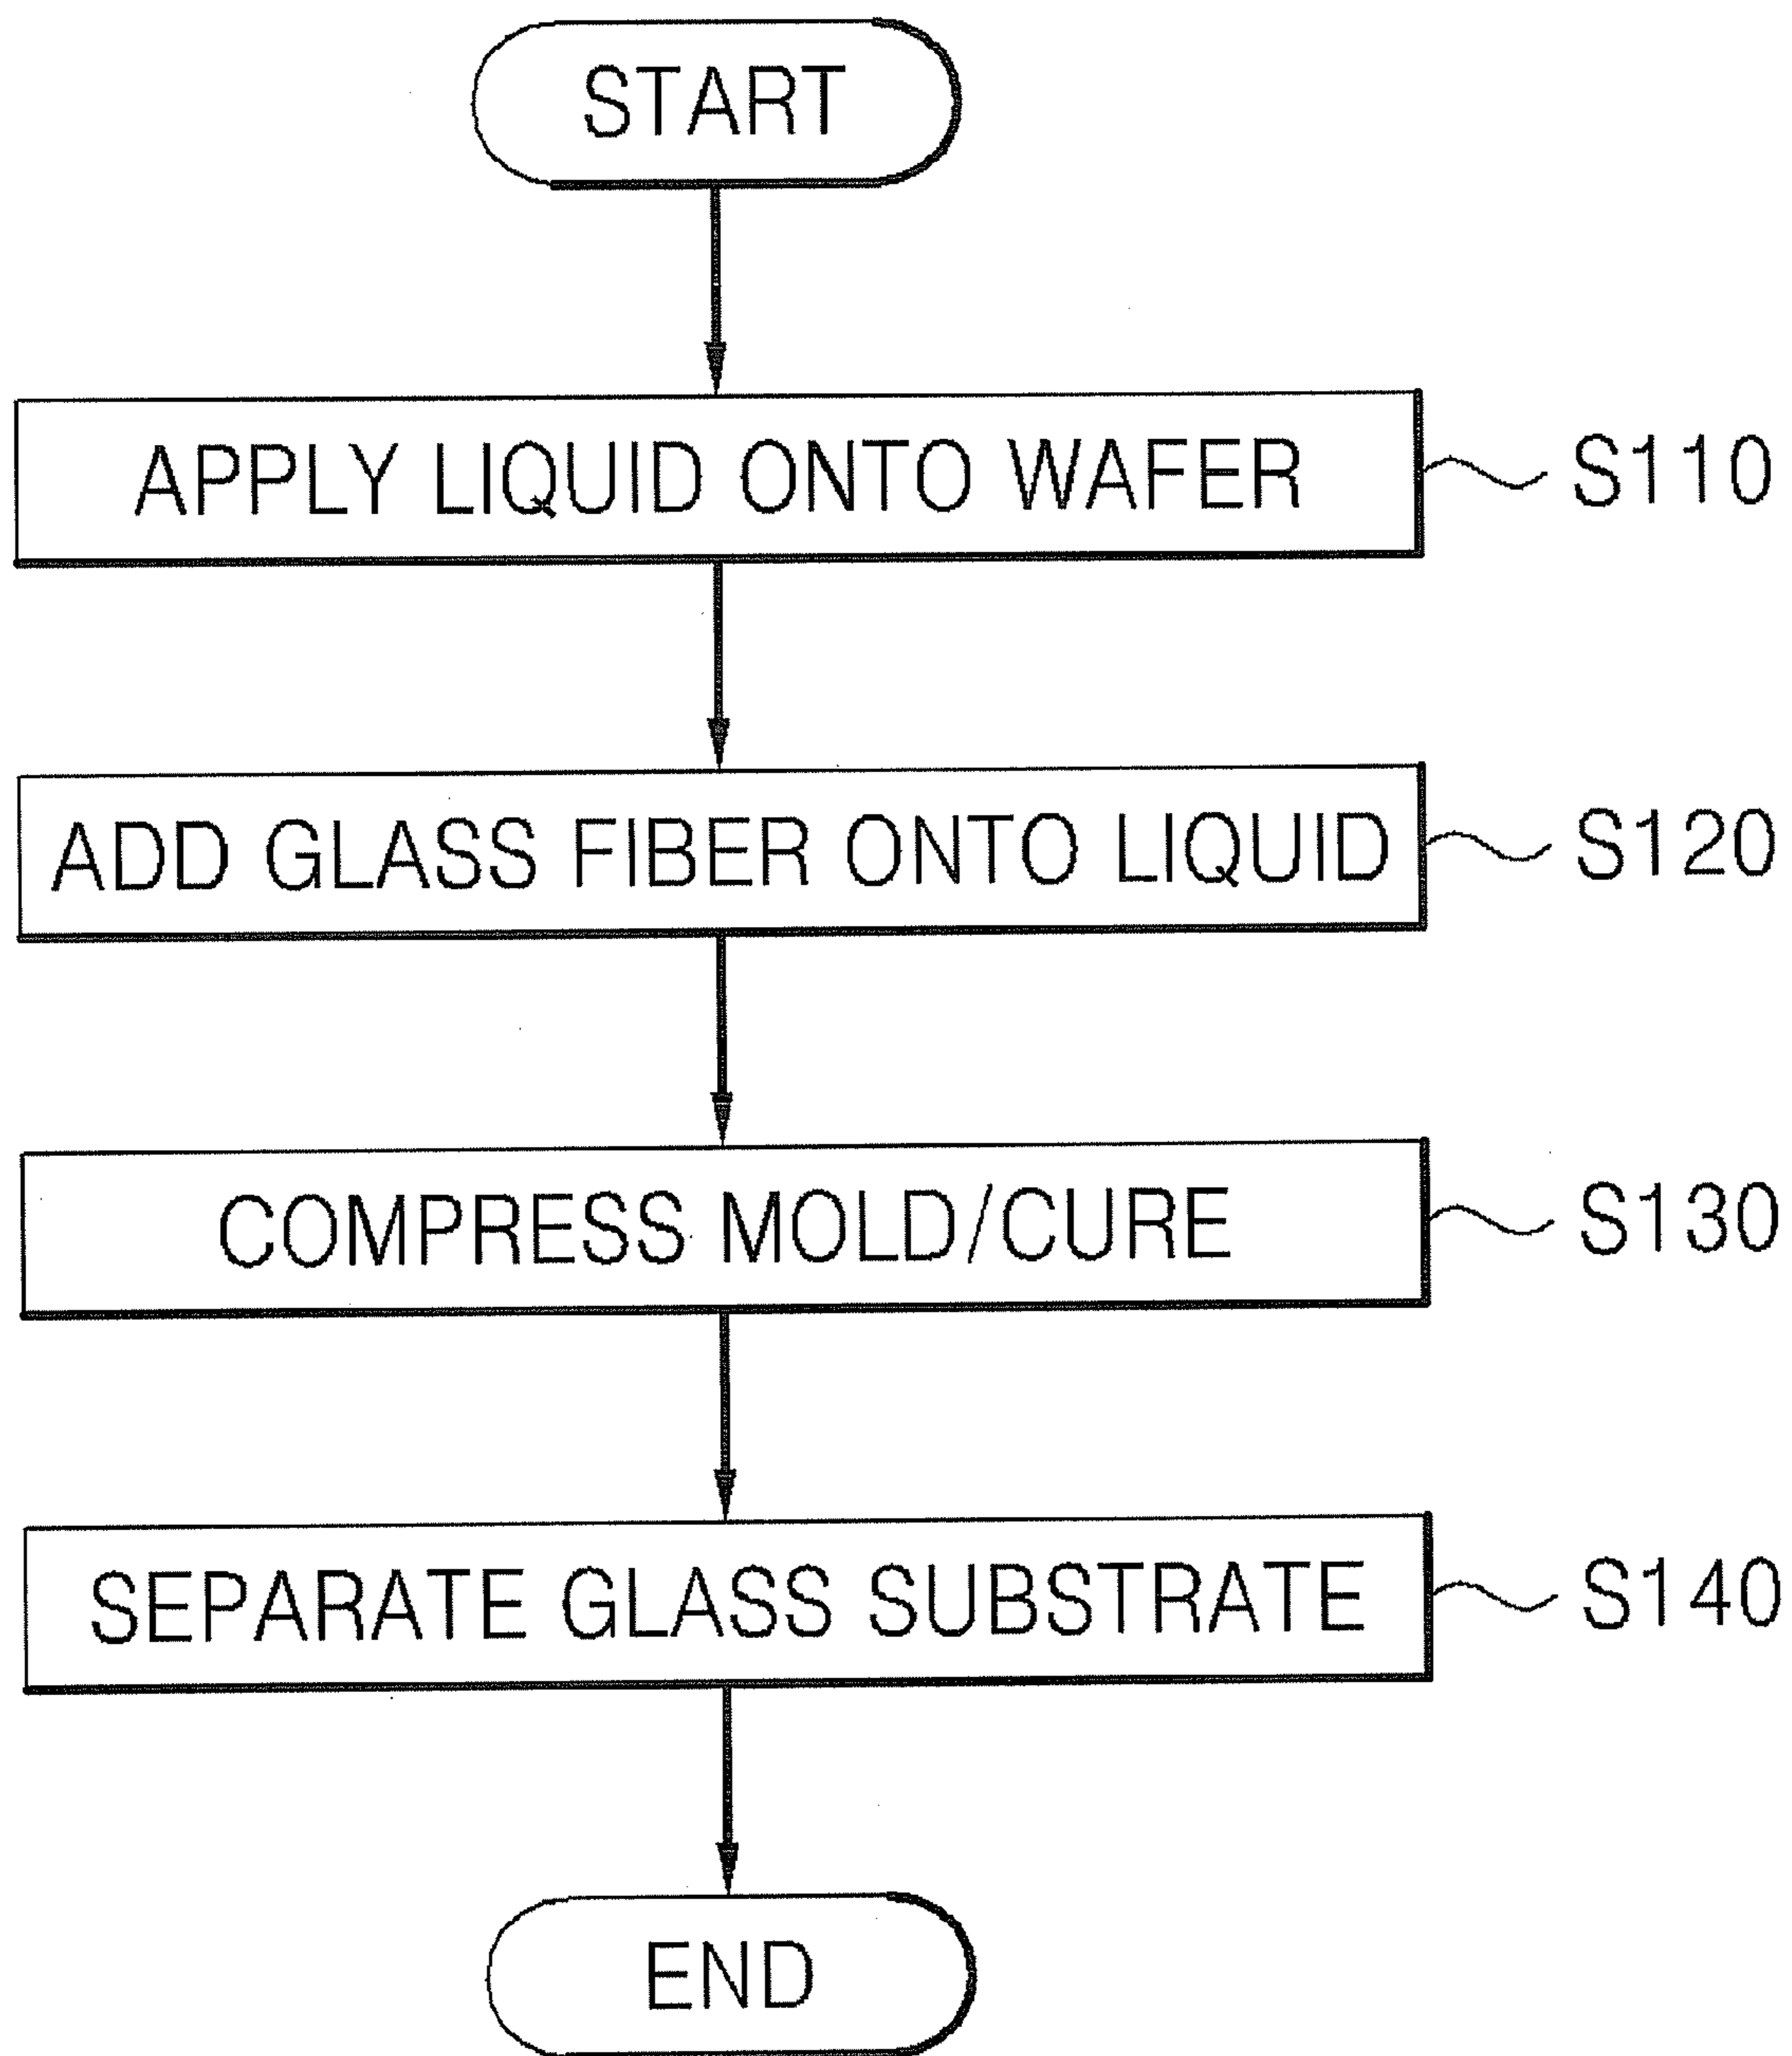 START
APPLY LIQUID ONTO WAFER S110
ADD GLASS FIBER ONTO LIQUID S120
COMPRESS MOLD/CURE S130
SEPARATE GLASS SUBSTRATE S140
END